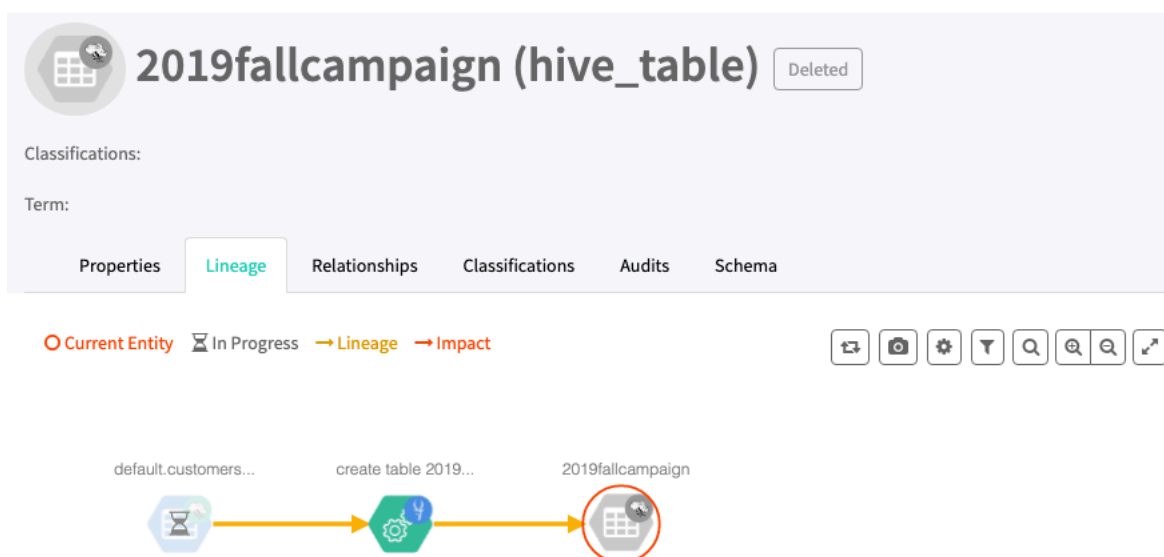 2019fallcampaign (hive_table) Deleted
Classifications:
Term:
Properties Lineage Relationships Classifications Audits Schema
Current Entity In Progress Lineage Impact
default.customers... create table 2019... 2019fallcampaign